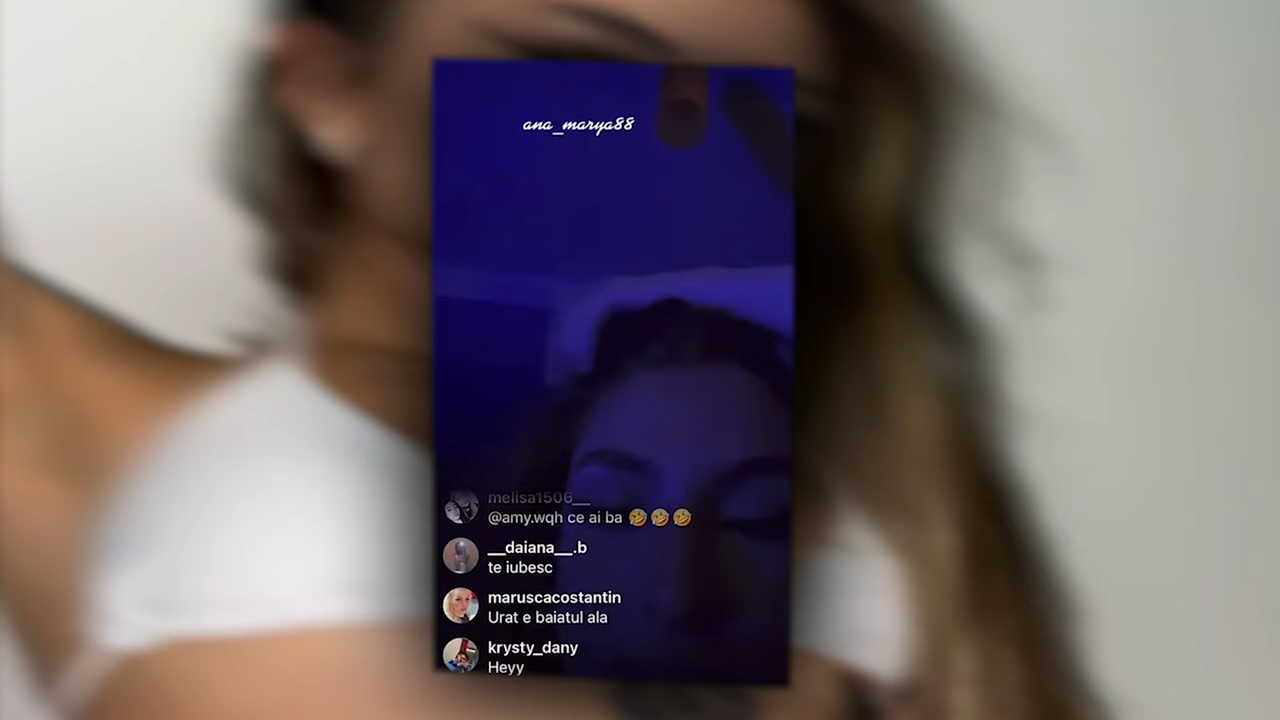 ana_marya88
melisa1506__
@amy.wqh ce ai ba 🤣🤣🤣
__daiana__.b
te iubesc
maruscacostantin
Urat e baiatul ala
krysty_dany
Heyy